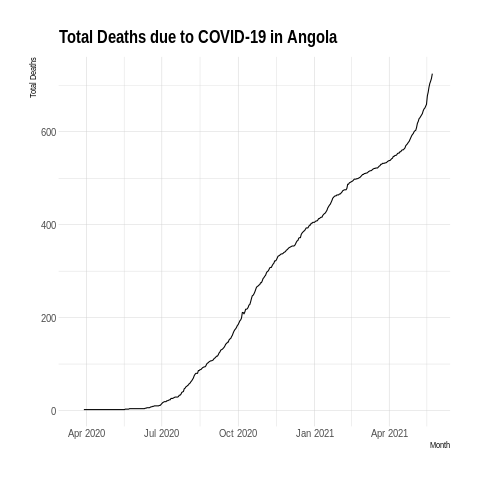 Total Deaths due to COVID-19 in Angola
Total Deaths
600
400
200
0
Apr 2020 Jul 2020 Oct 2020 Jan 2021 Apr 2021
Month